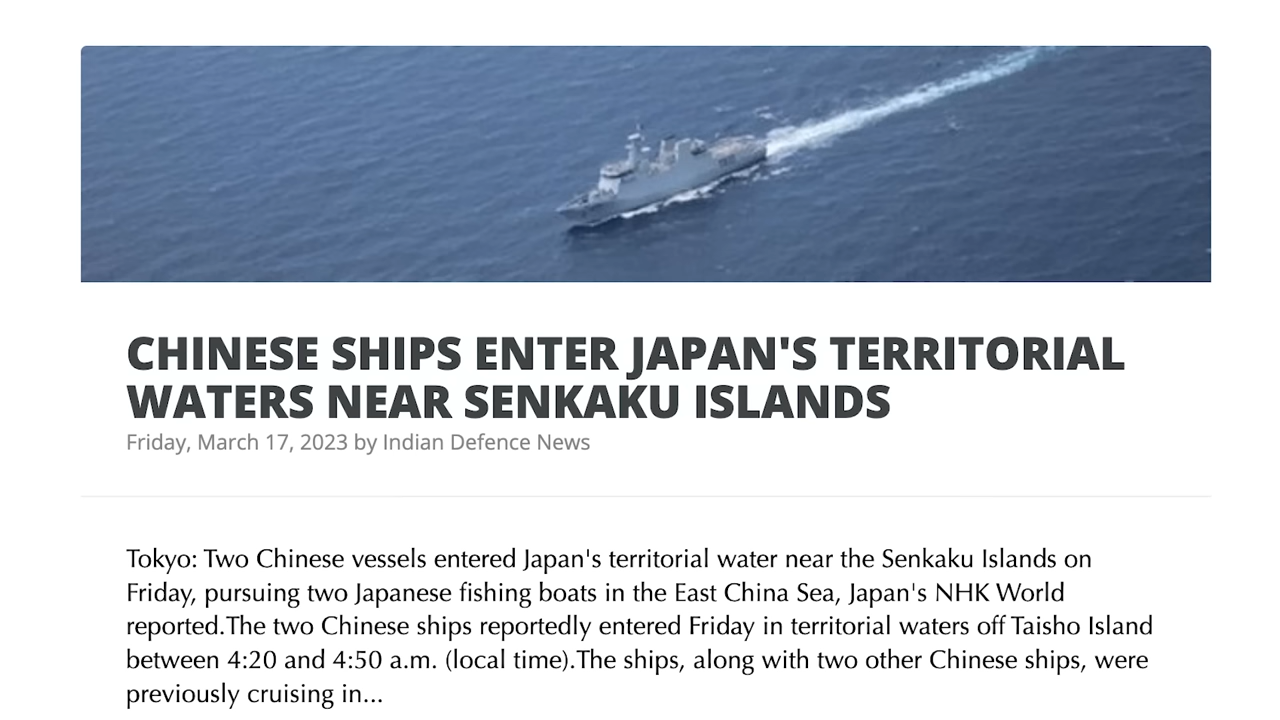 CHINESE SHIPS ENTER JAPAN'S TERRITORIAL
WATERS NEAR SENKAKU ISLANDS
Friday, March 17, 2023 by Indian Defence News
Tokyo: Two Chinese vessels entered Japan's territorial water near the Senkaku Islands on
Friday, pursuing two Japanese fishing boats in the East China Sea, Japan's NHK World
reported.The two Chinese ships reportedly entered Friday in territorial waters off Taisho Island
between 4:20 and 4:50 a.m. (local time).The ships, along with two other Chinese ships, were
previously cruising in...